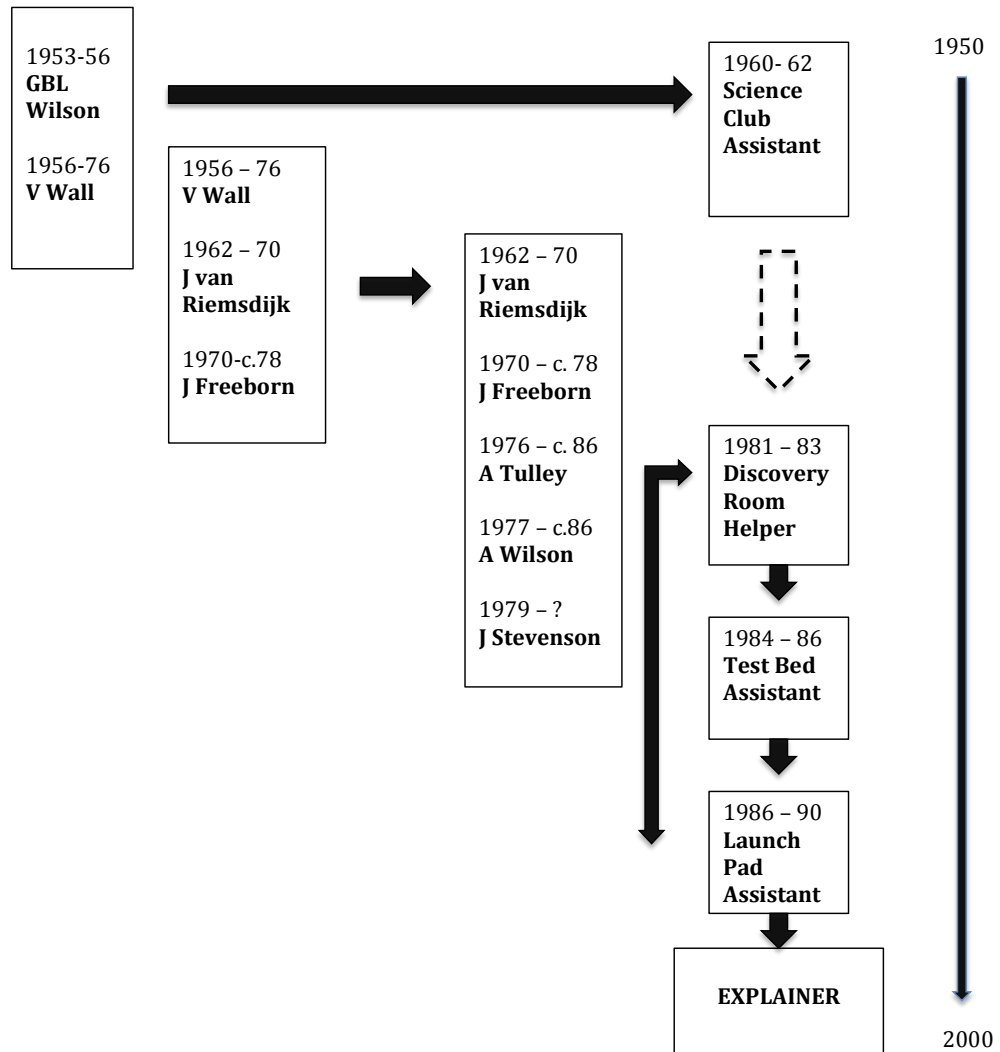 1953-56
GBL
Wilson
1956-76
V Wall
1956 – 76
V Wall
1962 – 70
J van
Riemsdijk
1970-c.78
J Freeborn
1962 – 70
J van
Riemsdijk
1970 – c. 78
J Freeborn
1976 – c. 86
A Tulley
1977 – c.86
A Wilson
1979 – ?
J Stevenson
1960- 62
Science
Club
Assistant
1981 – 83
Discovery
Room
Helper
1984 – 86
Test Bed
Assistant
1986 – 90
Launch
Pad
Assistant
EXPLAINER
1950
2000